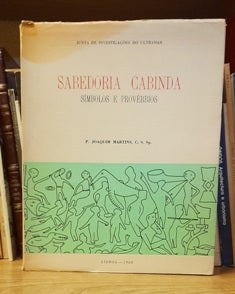 JUNTA DE INVESTIGAÇÕES DO ULTRAMAR
SABEDORIA CABINDA
SÍMBOLOS E PROVÉRBIOS
P. JOAQUIM MARTINS, C. S. Sp.
LISBOA — 1968